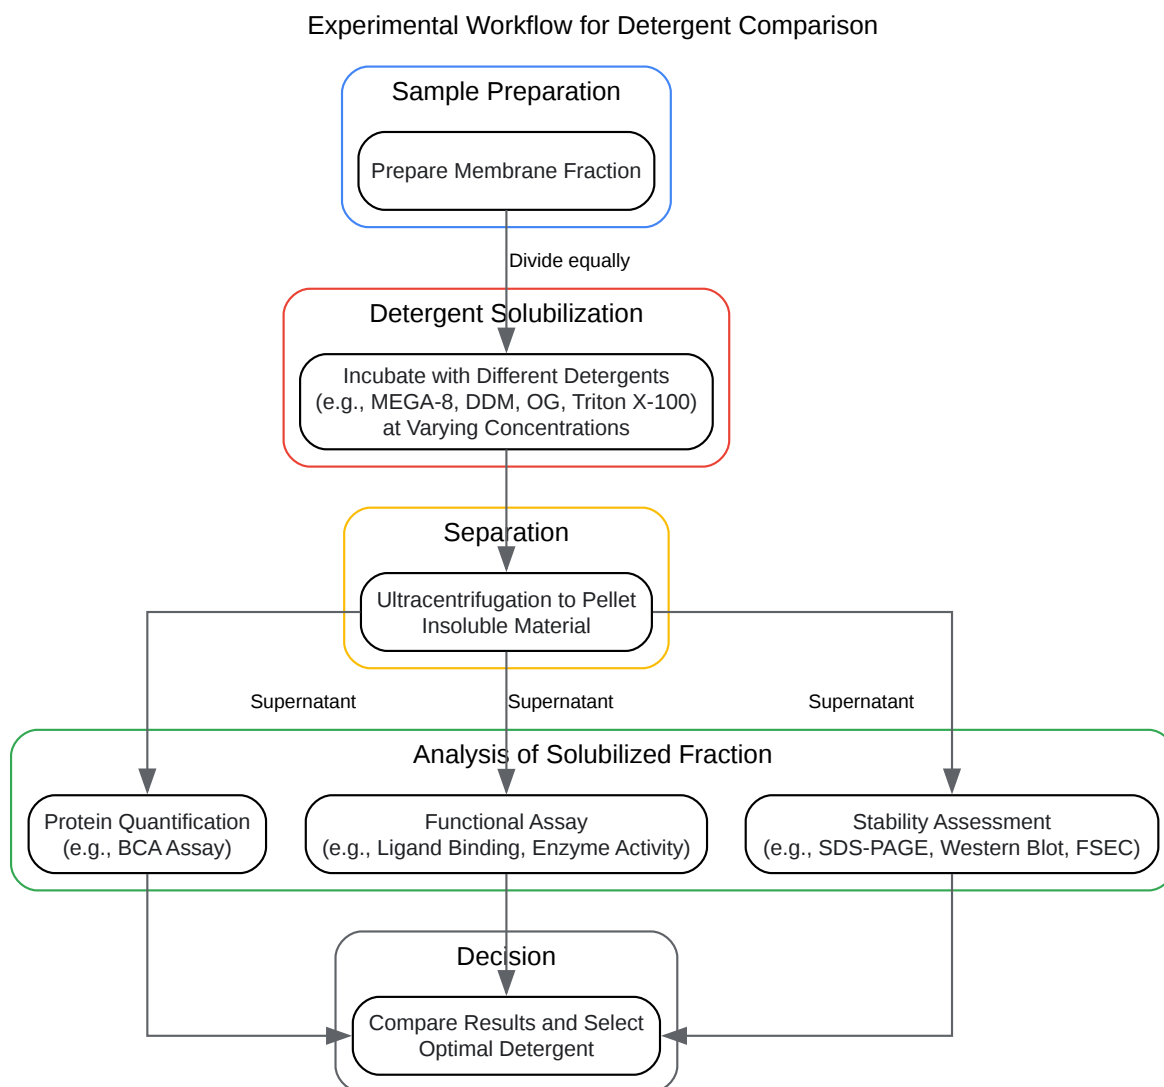 Experimental Workflow for Detergent Comparison
Sample Preparation
Prepare Membrane Fraction
Divide equally
Detergent Solubilization
Incubate with Different Detergents
(e.g., MEGA-8, DDM, OG, Triton X-100)
at Varying Concentrations
Separation
Ultracentrifugation to Pellet
Insoluble Material
Supernatant
Supernatant
Supernatant
Analysis of Solubilized Fraction
Protein Quantification
(e.g., BCA Assay)
Functional Assay
(e.g., Ligand Binding, Enzyme Activity)
Stability Assessment
(e.g., SDS-PAGE, Western Blot, FSEC)
Decision
Compare Results and Select
Optimal Detergent